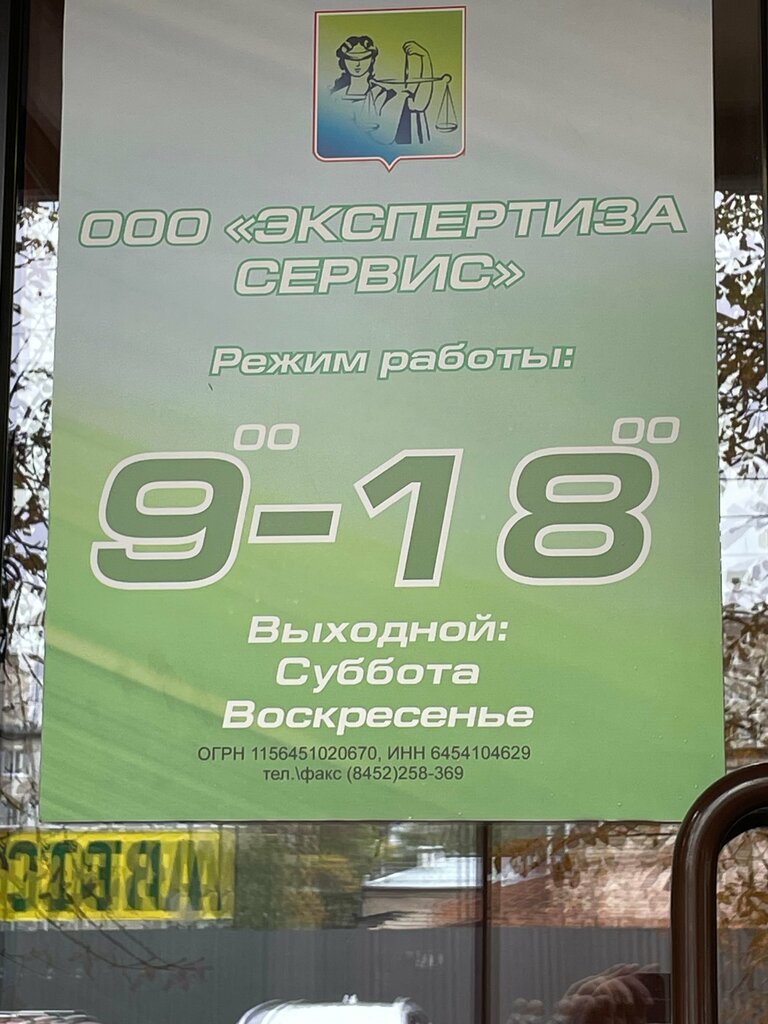 ООО «ЭКСПЕРТИЗА
СЕРВИС»
Режим работы:
9⁰⁰-18⁰⁰
Выходной:
Суббота
Воскресенье
ОГРН 1156451020670, ИНН 6454104629
тел.\факс (8452)258-369